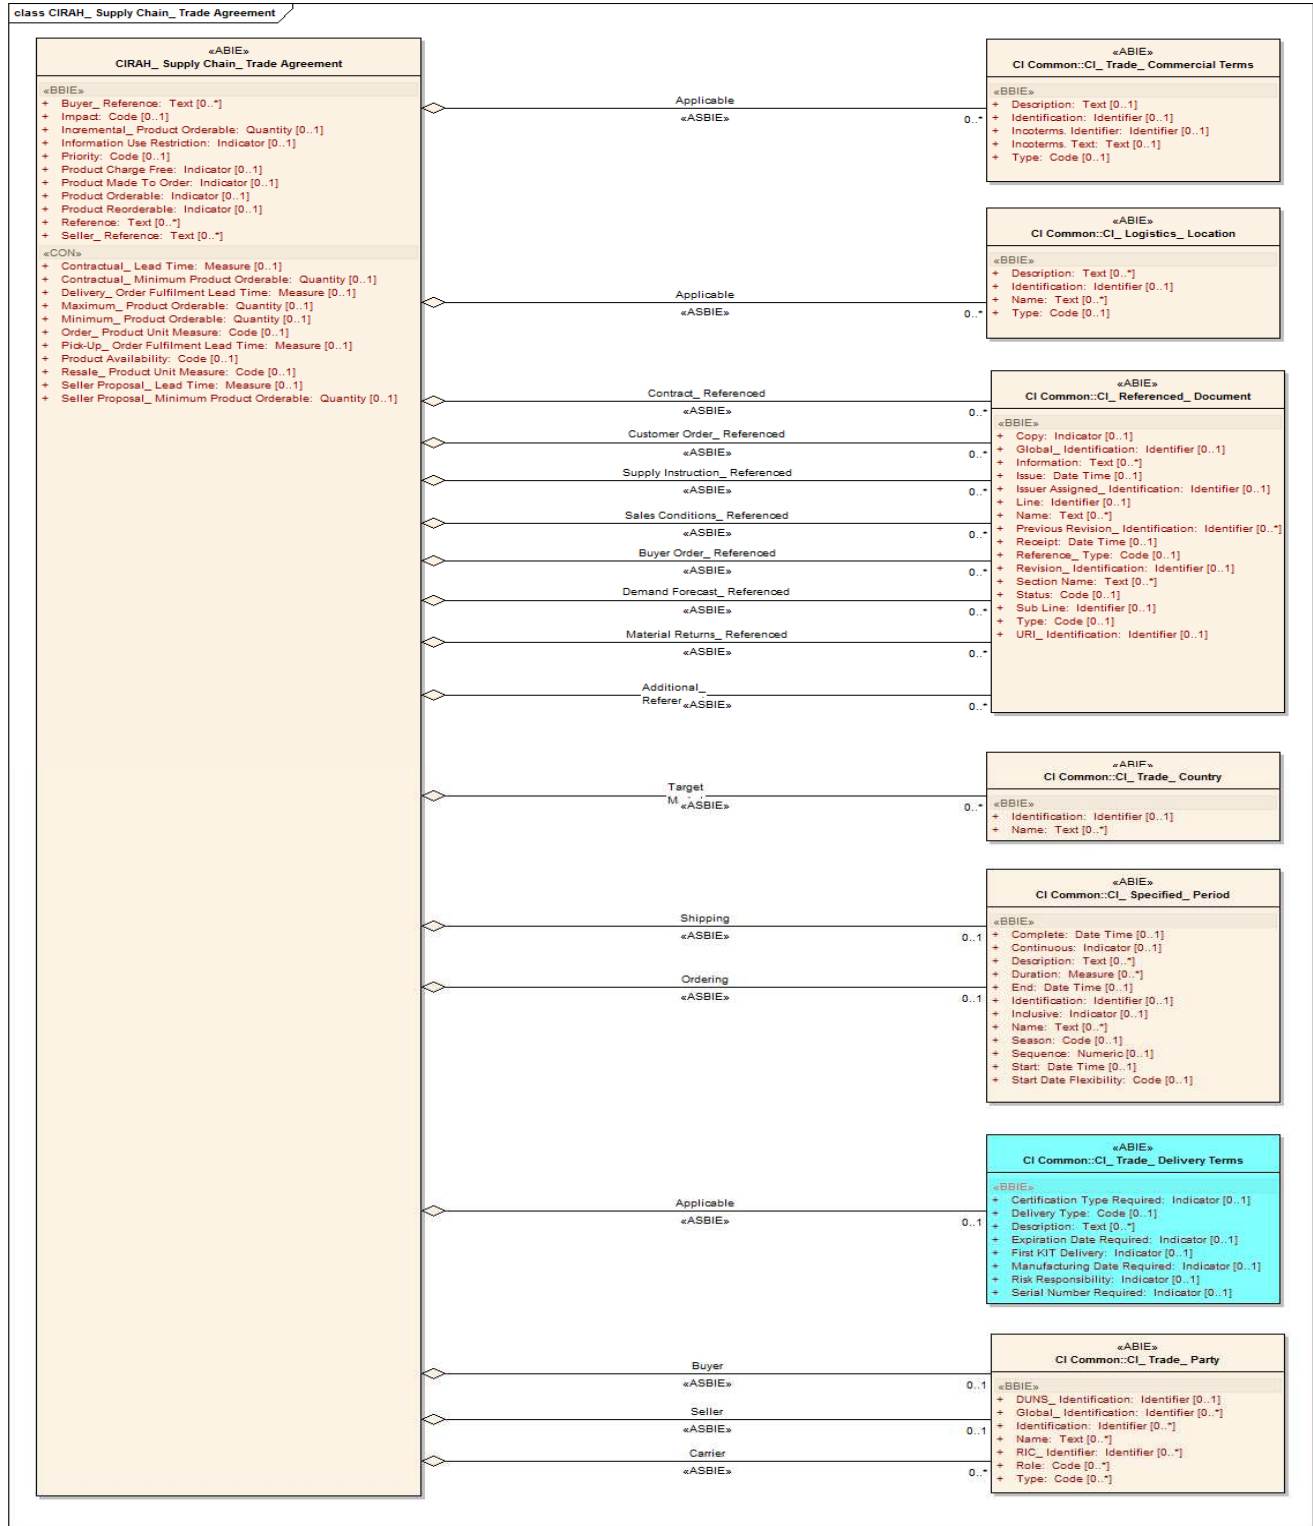 class CIRAH_ Supply Chain_ Trade Agreement
«ABIE»
CIRAH_ Supply Chain_ Trade Agreement
«BBIE»
+ Buyer_ Reference: Text [0..*]
+ Impact: Code [0..1]
+ Incremental_ Product Orderable: Quantity [0..1]
+ Information Use Restriction: Indicator [0..1]
+ Priority: Code [0..1]
+ Product Charge Free: Indicator [0..1]
+ Product Made To Order: Indicator [0..1]
+ Product Orderable: Indicator [0..1]
+ Product Reorderable: Indicator [0..1]
+ Reference: Text [0..*]
+ Seller_ Reference: Text [0..*]
«CON»
+ Contractual_ Lead Time: Measure [0..1]
+ Contractual_ Minimum Product Orderable: Quantity [0..1]
+ Delivery_ Order Fulfilment Lead Time: Measure [0..1]
+ Maximum_ Product Orderable: Quantity [0..1]
+ Minimum_ Product Orderable: Quantity [0..1]
+ Order_ Product Unit Measure: Code [0..1]
+ Pick-Up_ Order Fulfilment Lead Time: Measure [0..1]
+ Product Availability: Code [0..1]
+ Resale_ Product Unit Measure: Code [0..1]
+ Seller Proposal_ Lead Time: Measure [0..1]
+ Seller Proposal_ Minimum Product Orderable: Quantity [0..1]
Applicable
«ASBIE»
0..*
«ABIE»
CI Common::CI_ Trade_ Commercial Terms
«BBIE»
+ Description: Text [0..1]
+ Identification: Identifier [0..1]
+ Incoterms. Identifier: Identifier [0..1]
+ Incoterms. Text: Text [0..1]
+ Type: Code [0..1]
Applicable
«ASBIE»
0..*
«ABIE»
CI Common::CI_ Logistics_ Location
«BBIE»
+ Description: Text [0..*]
+ Identification: Identifier [0..1]
+ Name: Text [0..*]
+ Type: Code [0..1]
Contract_ Referenced
«ASBIE»
0..*
Customer Order_ Referenced
«ASBIE»
0..*
Supply Instruction_ Referenced
«ASBIE»
0..*
Sales Conditions_ Referenced
«ASBIE»
0..*
Buyer Order_ Referenced
«ASBIE»
0..*
Demand Forecast_ Referenced
«ASBIE»
0..*
Material Returns_ Referenced
«ASBIE»
0..*
Additional_
Referer «ASBIE»
0..*
«ABIE»
CI Common::CI_ Referenced_ Document
«BBIE»
+ Copy: Indicator [0..1]
+ Global_ Identification: Identifier [0..1]
+ Information: Text [0..*]
+ Issue: Date Time [0..1]
+ Issuer Assigned_ Identification: Identifier [0..1]
+ Line: Identifier [0..1]
+ Name: Text [0..*]
+ Previous Revision_ Identification: Identifier [0..*]
+ Receipt: Date Time [0..1]
+ Reference_ Type: Code [0..1]
+ Revision_ Identification: Identifier [0..1]
+ Section Name: Text [0..*]
+ Status: Code [0..1]
+ Sub Line: Identifier [0..1]
+ Type: Code [0..1]
+ URI_ Identification: Identifier [0..1]
Target
«ASBIE»
0..*
«ABIE»
CI Common::CI_ Trade_ Country
«BBIE»
+ Identification: Identifier [0..1]
+ Name: Text [0..*]
Shipping
«ASBIE»
0..1
Ordering
«ASBIE»
0..1
«ABIE»
CI Common::CI_ Specified_ Period
«BBIE»
+ Complete: Date Time [0..1]
+ Continuous: Indicator [0..1]
+ Description: Text [0..*]
+ Duration: Measure [0..*]
+ End: Date Time [0..1]
+ Identification: Identifier [0..1]
+ Inclusive: Indicator [0..1]
+ Name: Text [0..*]
+ Season: Code [0..1]
+ Sequence: Numeric [0..1]
+ Start: Date Time [0..1]
+ Start Date Flexibility: Code [0..1]
Applicable
«ASBIE»
0..1
«ABIE»
CI Common::CI_ Trade_ Delivery Terms
«BBIE»
+ Certification Type Required: Indicator [0..1]
+ Delivery Type: Code [0..1]
+ Description: Text [0..*]
+ Expiration Date Required: Indicator [0..1]
+ First KIT Delivery: Indicator [0..1]
+ Manufacturing Date Required: Indicator [0..1]
+ Risk Responsibility: Indicator [0..1]
+ Serial Number Required: Indicator [0..1]
Buyer
«ASBIE»
0..1
Seller
«ASBIE»
0..1
Carrier
«ASBIE»
0..*
«ABIE»
CI Common::CI_ Trade_ Party
«BBIE»
+ DUNS_ Identification: Identifier [0..1]
+ Global_ Identification: Identifier [0..*]
+ Identification: Identifier [0..*]
+ Name: Text [0..*]
+ RIC_ Identifier: Identifier [0..*]
+ Role: Code [0..*]
+ Type: Code [0..*]